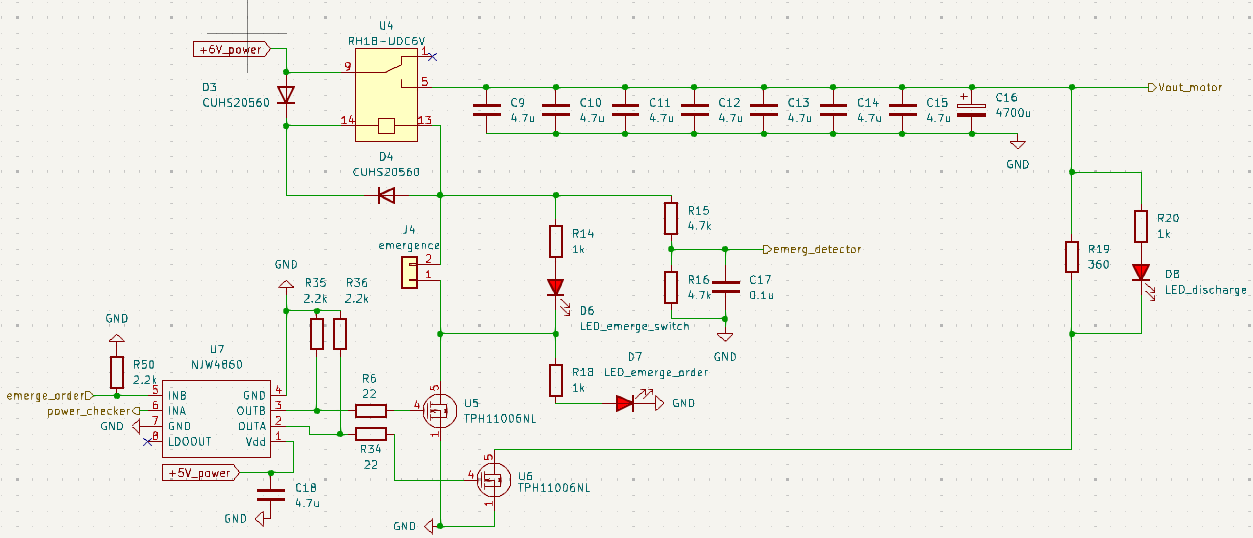 U4
RH1B-UDC6V
+6V_power
1
9
5
D3
CUHS20S60
14
13
D4
CUHS20S60
C9
4.7u
C10
4.7u
C11
4.7u
C12
4.7u
C13
4.7u
C14
4.7u
C15
4.7u
+
C16
4700u
Vout_motor
GND
J4
emergence
2
1
R14
1k
D6
LED_emerge_switch
R15
4.7k
emerg_detector
R16
4.7k
C17
0.1u
GND
R19
360
R20
1k
D8
LED_discharge
GND
R35
2.2k
R36
2.2k
GND
R50
2.2k
U7
NJW4860
emerge_order
power_checker
GND
5
6
7
8
INB
INA
GND
LDOOUT
GND
OUTB
OUTA
Vdd
4
3
2
1
R6
22
R34
22
+5V_power
C18
4.7u
GND
5
4
1
U5
TPH11006NL
R18
1k
D7
LED_emerge_order
GND
5
4
1
U6
TPH11006NL
GND